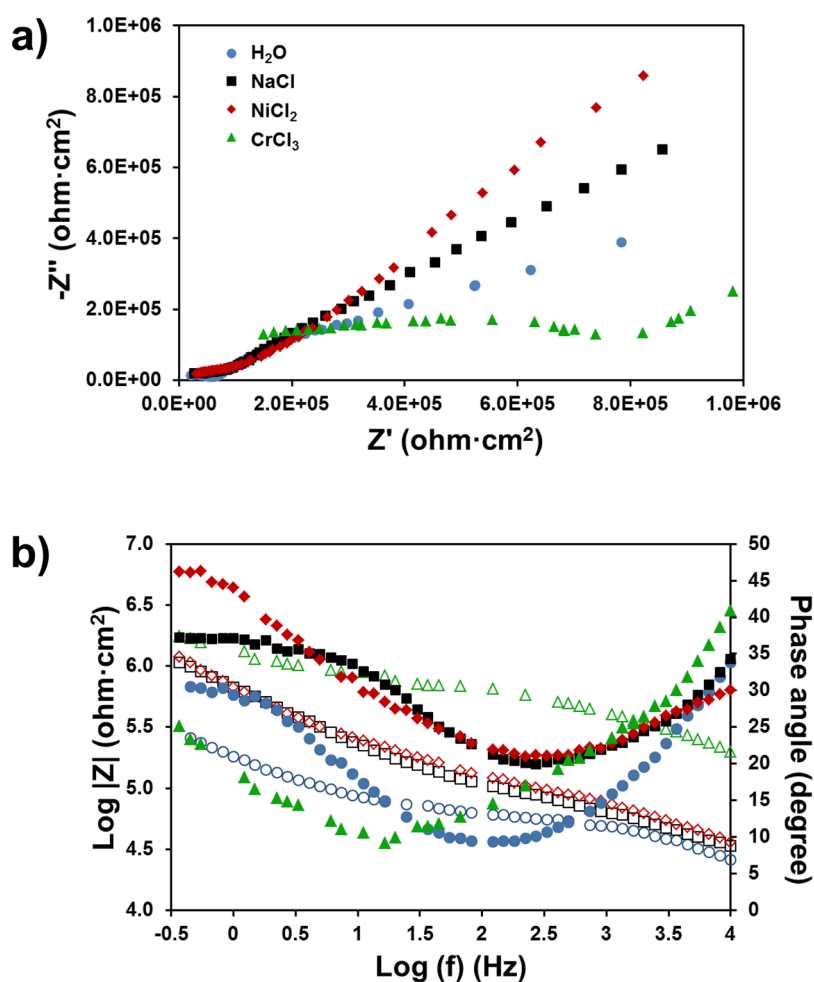 a)
1.0E+06
8.0E+05
6.0E+05
4.0E+05
2.0E+05
0.0E+00
-Z'' (ohm·cm²)
H₂O
NaCl
NiCl₂
CrCl₃
0.0E+00 2.0E+05 4.0E+05 6.0E+05 8.0E+05 1.0E+06
Z' (ohm·cm²)
b)
7.0
6.5
6.0
5.5
5.0
4.5
4.0
Log |Z| (ohm·cm²)
50
45
40
35
30
25
20
15
10
5
0
Phase angle (degree)
-0.5 0 0.5 1 1.5 2 2.5 3 3.5 4
Log (f) (Hz)